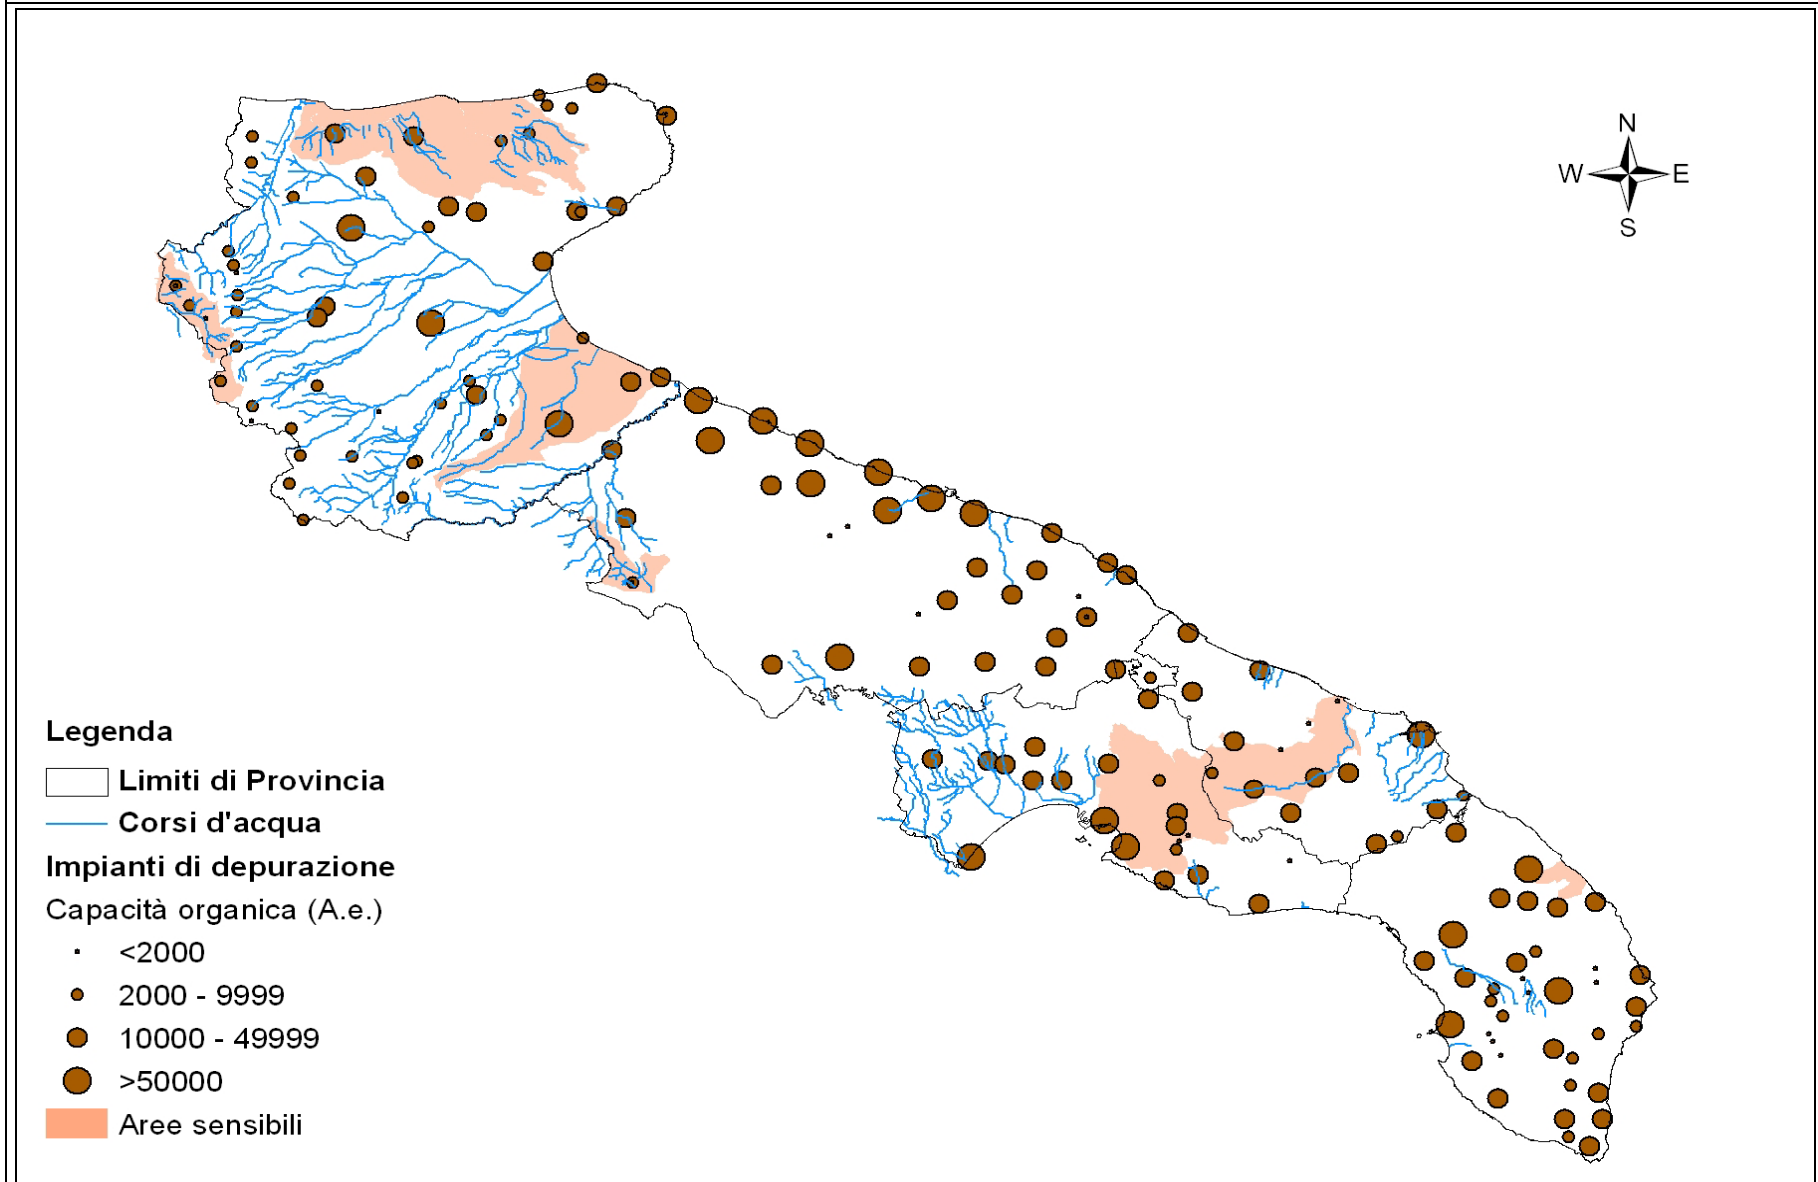 N
W E
S
Legenda
Limiti di Provincia
Corsi d'acqua
Impianti di depurazione
Capacità organica (A.e.)
<2000
2000 - 9999
10000 - 49999
>50000
Aree sensibili